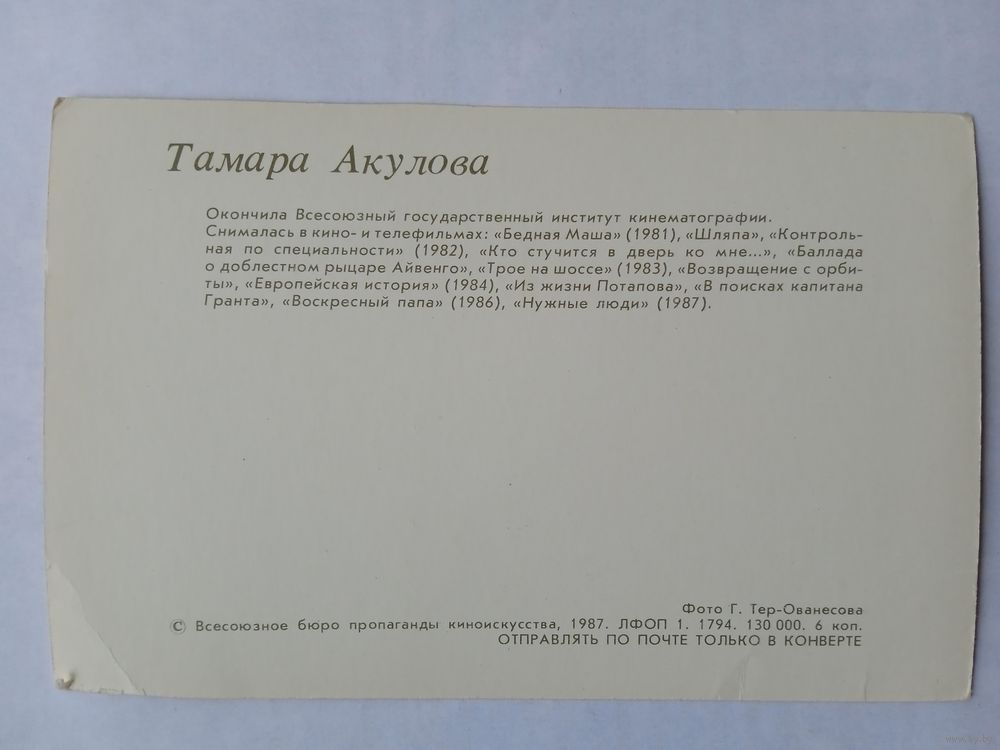 Тамара Акулова
Окончила Всесоюзный государственный институт кинематографии.
Снималась в кино- и телефильмах: «Бедная Маша» (1981), «Шляпа», «Контроль-
ная по специальности» (1982), «Кто стучится в дверь ко мне...», «Баллада
о доблестном рыцаре Айвенго», «Трое на шоссе» (1983), «Возвращение с орби-
ты», «Европейская история» (1984), «Из жизни Потапова», «В поисках капитана
Гранта», «Воскресный папа» (1986), «Нужные люди» (1987).
Фото Г. Тер-Ованесова
© Всесоюзное бюро пропаганды киноискусства, 1987. ЛФОП 1. 1794. 130 000. 6 коп.
ОТПРАВЛЯТЬ ПО ПОЧТЕ ТОЛЬКО В КОНВЕРТЕ